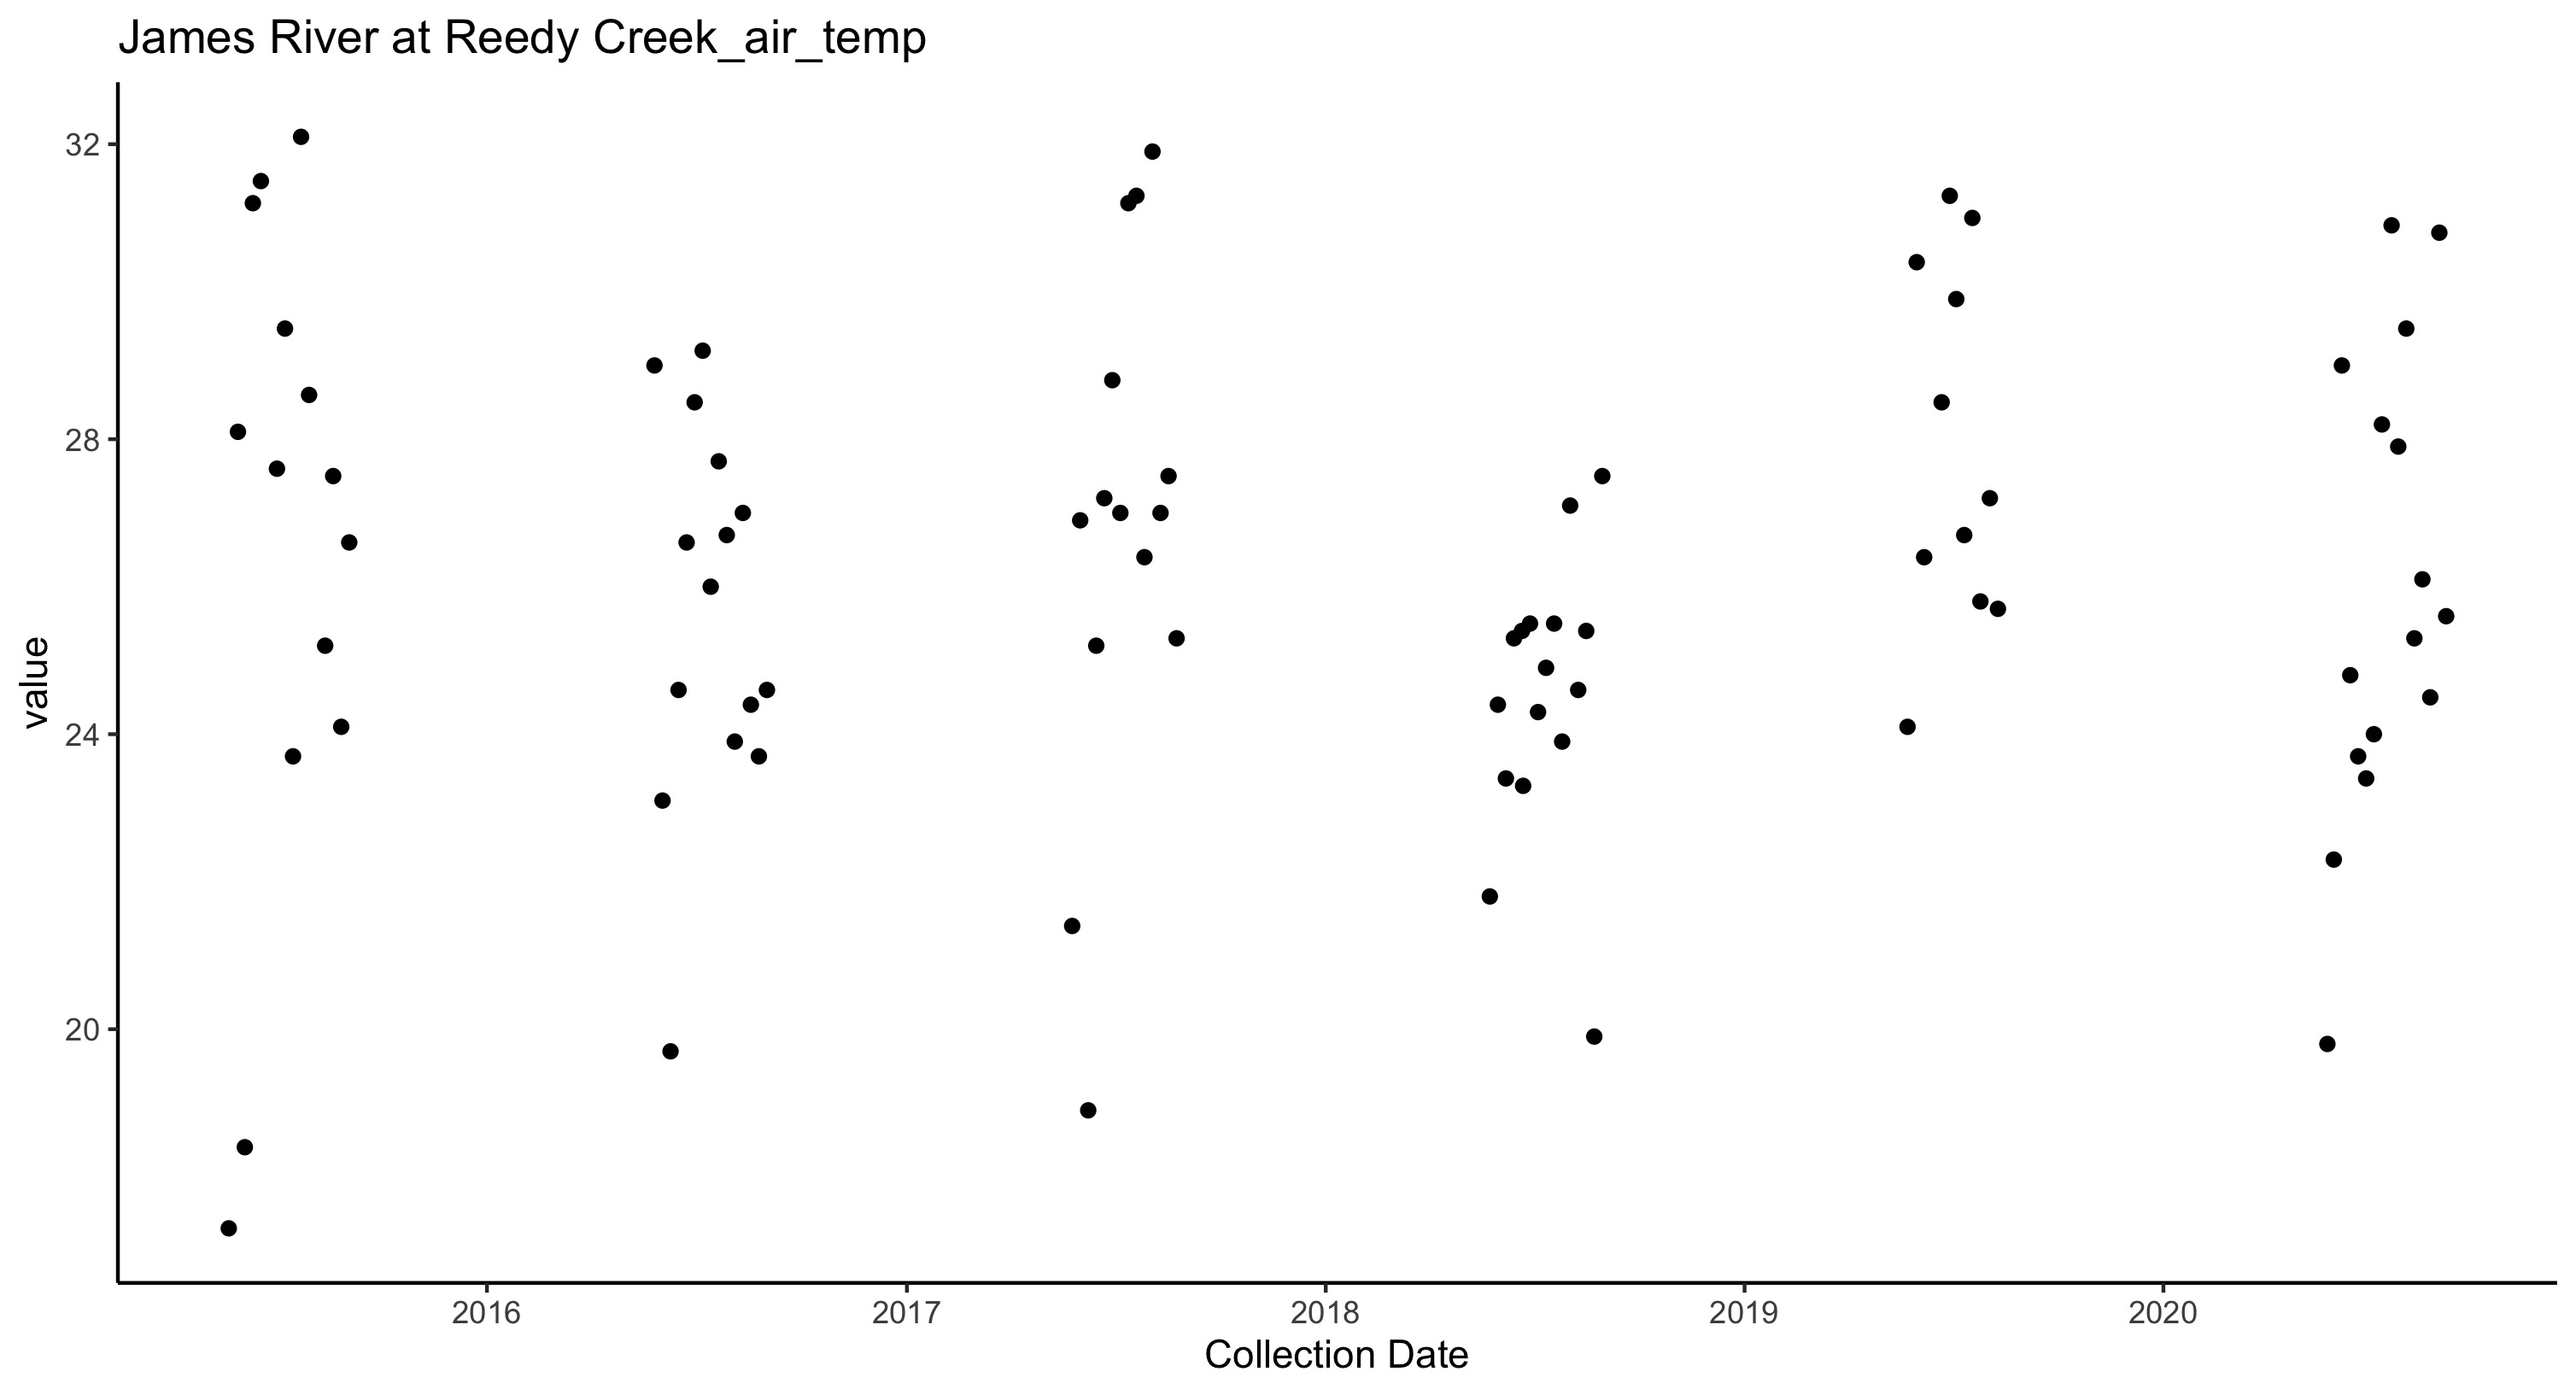 James River at Reedy Creek_air_temp
32
28
24
20
value
2016 2017 2018 2019 2020
Collection Date